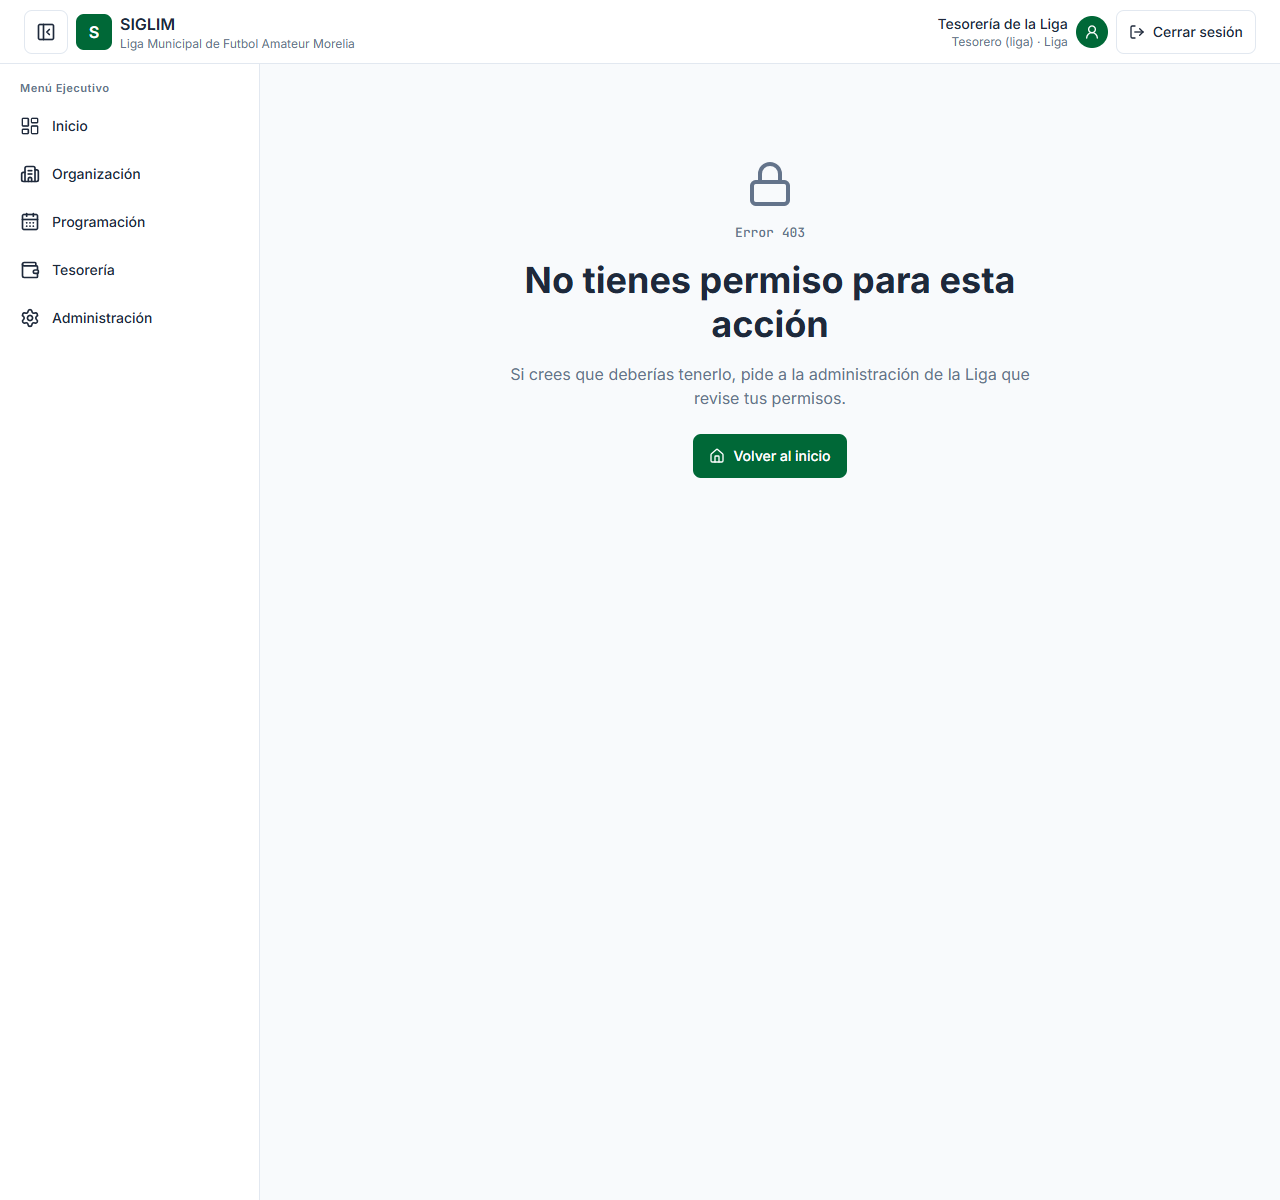 SIGLIM
Liga Municipal de Futbol Amateur Morelia
Tesorería de la Liga
Tesorero (liga) · Liga
Cerrar sesión
Menú Ejecutivo
Inicio
Organización
Programación
Tesorería
Administración
Error 403
No tienes permiso para esta
acción
Si crees que deberías tenerlo, pide a la administración de la Liga que
revise tus permisos.
Volver al inicio
S